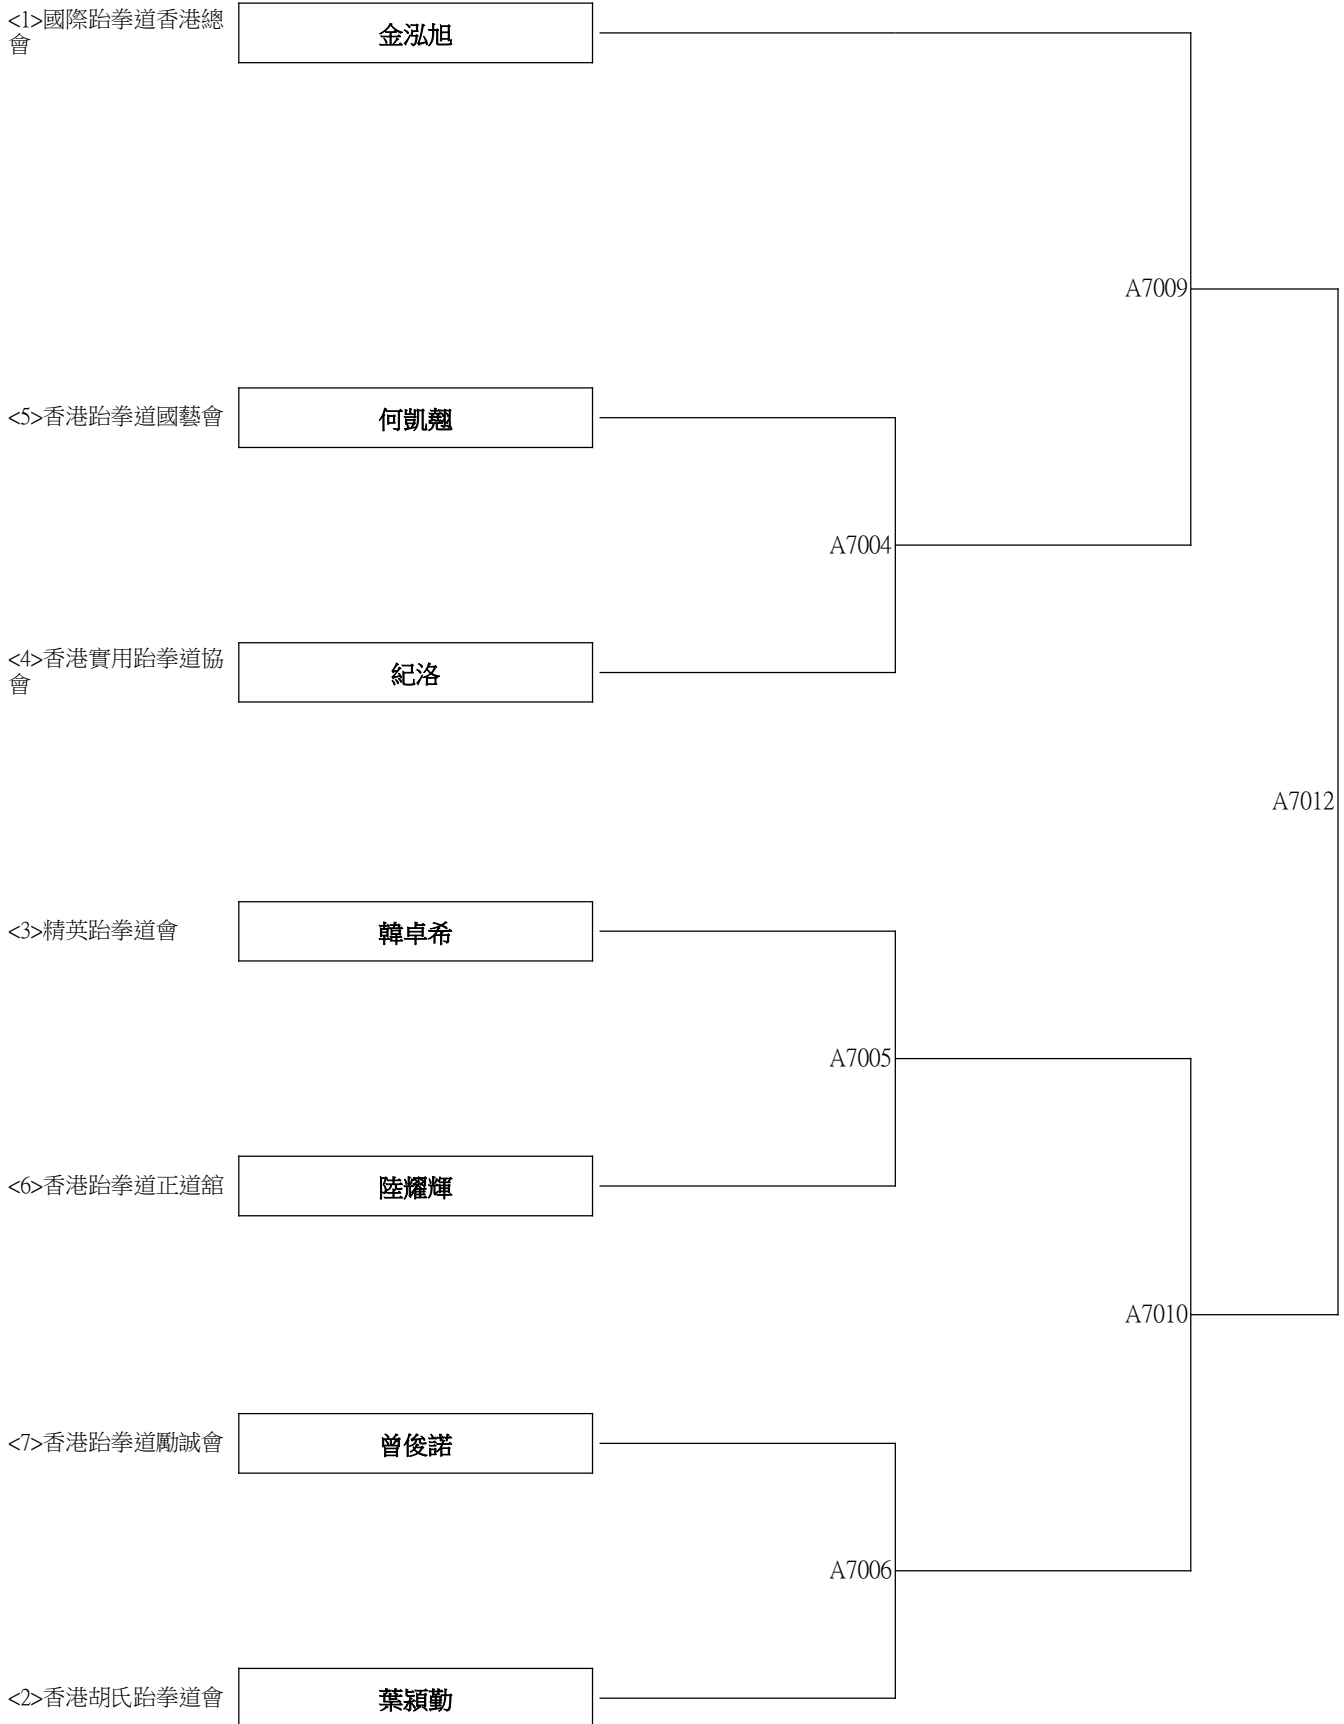 <1>國際跆拳道香港總
會
金泓旭
A7009
<5>香港跆拳道國藝會
何凱翹
A7004
<4>香港實用跆拳道協
會
紀洛
A7012
<3>精英跆拳道會
韓卓希
A7005
<6>香港跆拳道正道舘
陸耀輝
A7010
<7>香港跆拳道勵誠會
曾俊諾
A7006
<2>香港胡氏跆拳道會
葉潁勤